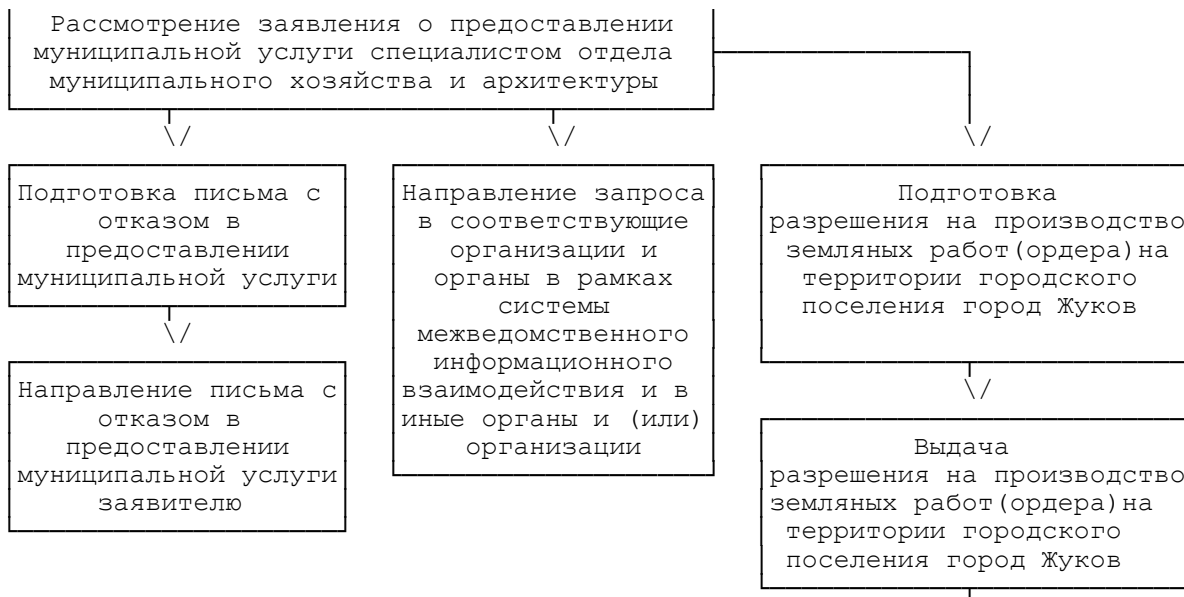 Рассмотрение заявления о предоставлении
муниципальной услуги специалистом отдела
муниципального хозяйства и архитектуры
\/
\/
\/
Подготовка письма с
отказом в
предоставлении
муниципальной услуги
\/
Направление письма с
отказом в
предоставлении
муниципальной услуги
заявителю
Направление запроса
в соответствующие
организации и
органы в рамках
системы
межведомственного
информационного
взаимодействия и в
иные органы и (или)
организации
Подготовка
разрешения на производство
земляных работ(ордера)на
территории городского
поселения город Жуков
\/
Выдача
разрешения на производство
земляных работ(ордера)на
территории городского
поселения город Жуков